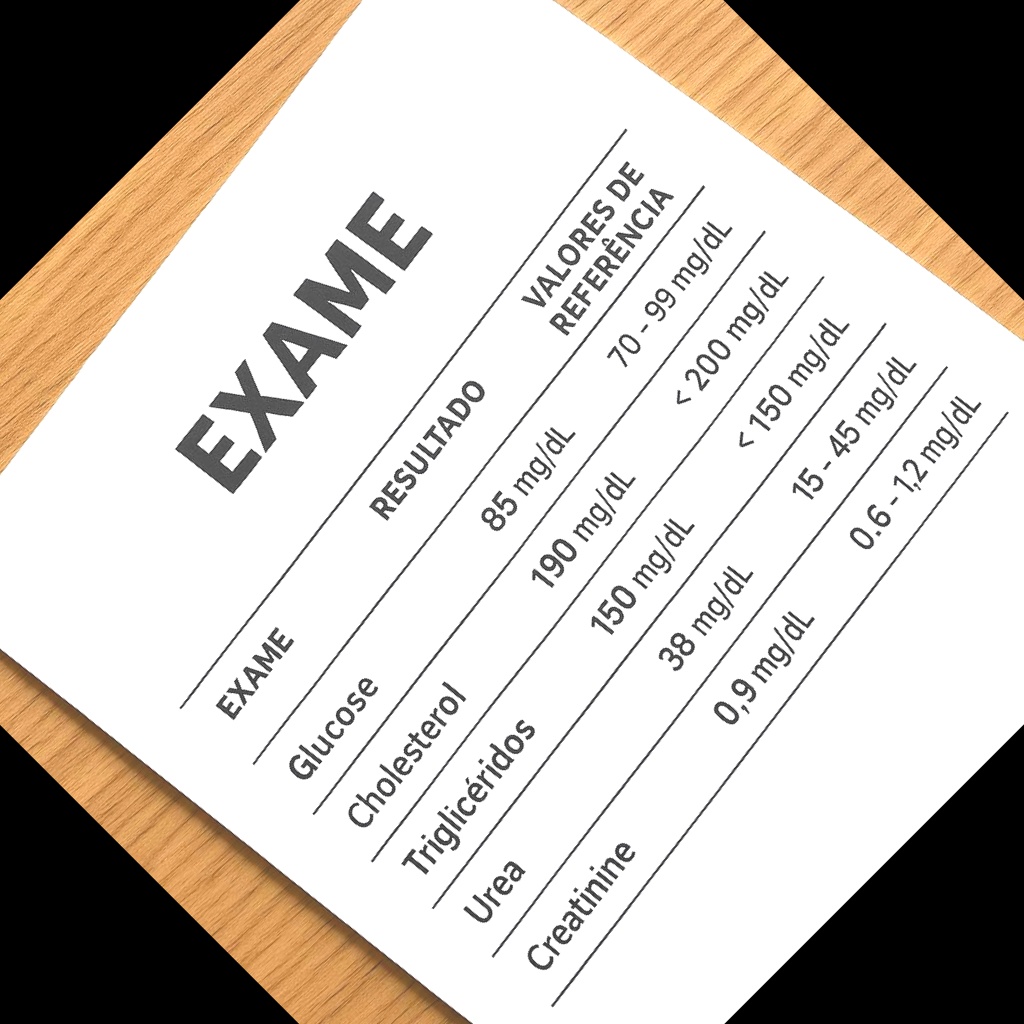 EXAME
EXAME RESULTADO VALORES DE
REFERÊNCIA
Glucose 85 mg/dL 70 - 99 mg/dL
Cholesterol 190 mg/dL < 200 mg/dL
Triglicéridos 150 mg/dL < 150 mg/dL
Urea 38 mg/dL 15 - 45 mg/dL
Creatinine 0,9 mg/dL 0.6 - 1,2 mg/dL